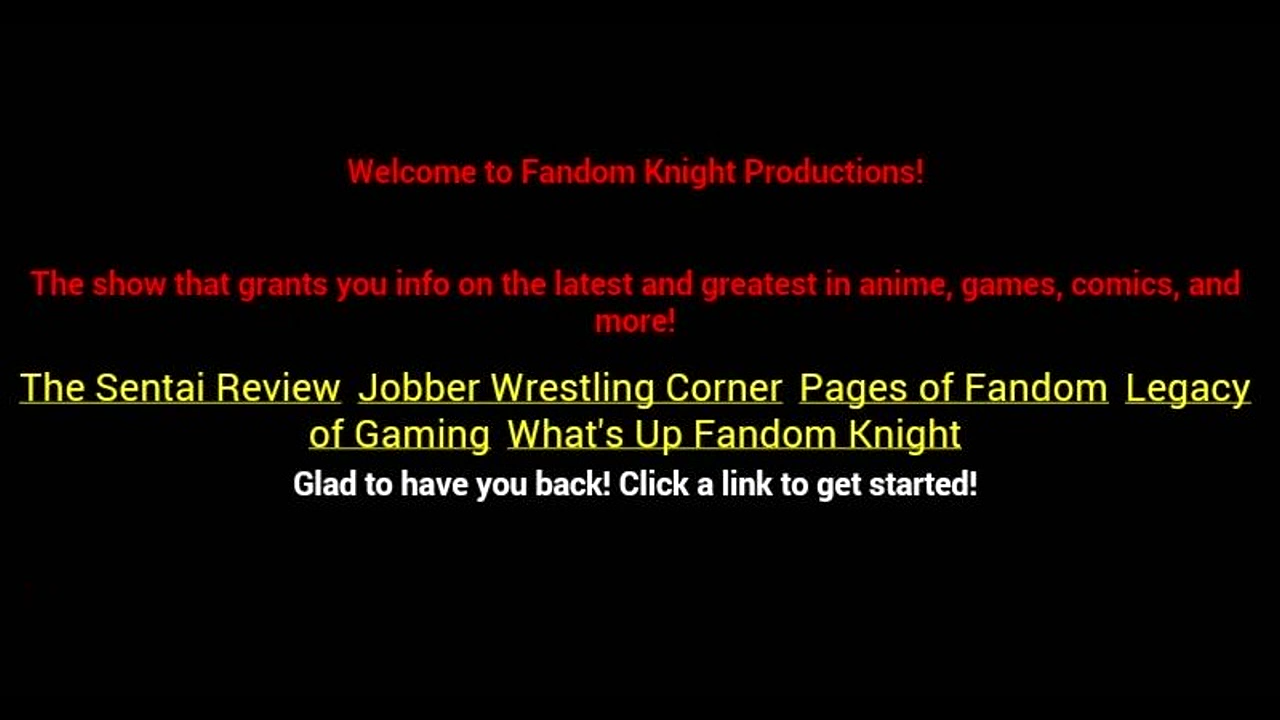 Welcome to Fandom Knight Productions!
The show that grants you info on the latest and greatest in anime, games, comics, and
more!
The Sentai Review Jobber Wrestling Corner Pages of Fandom Legacy
of Gaming What's Up Fandom Knight
Glad to have you back! Click a link to get started!